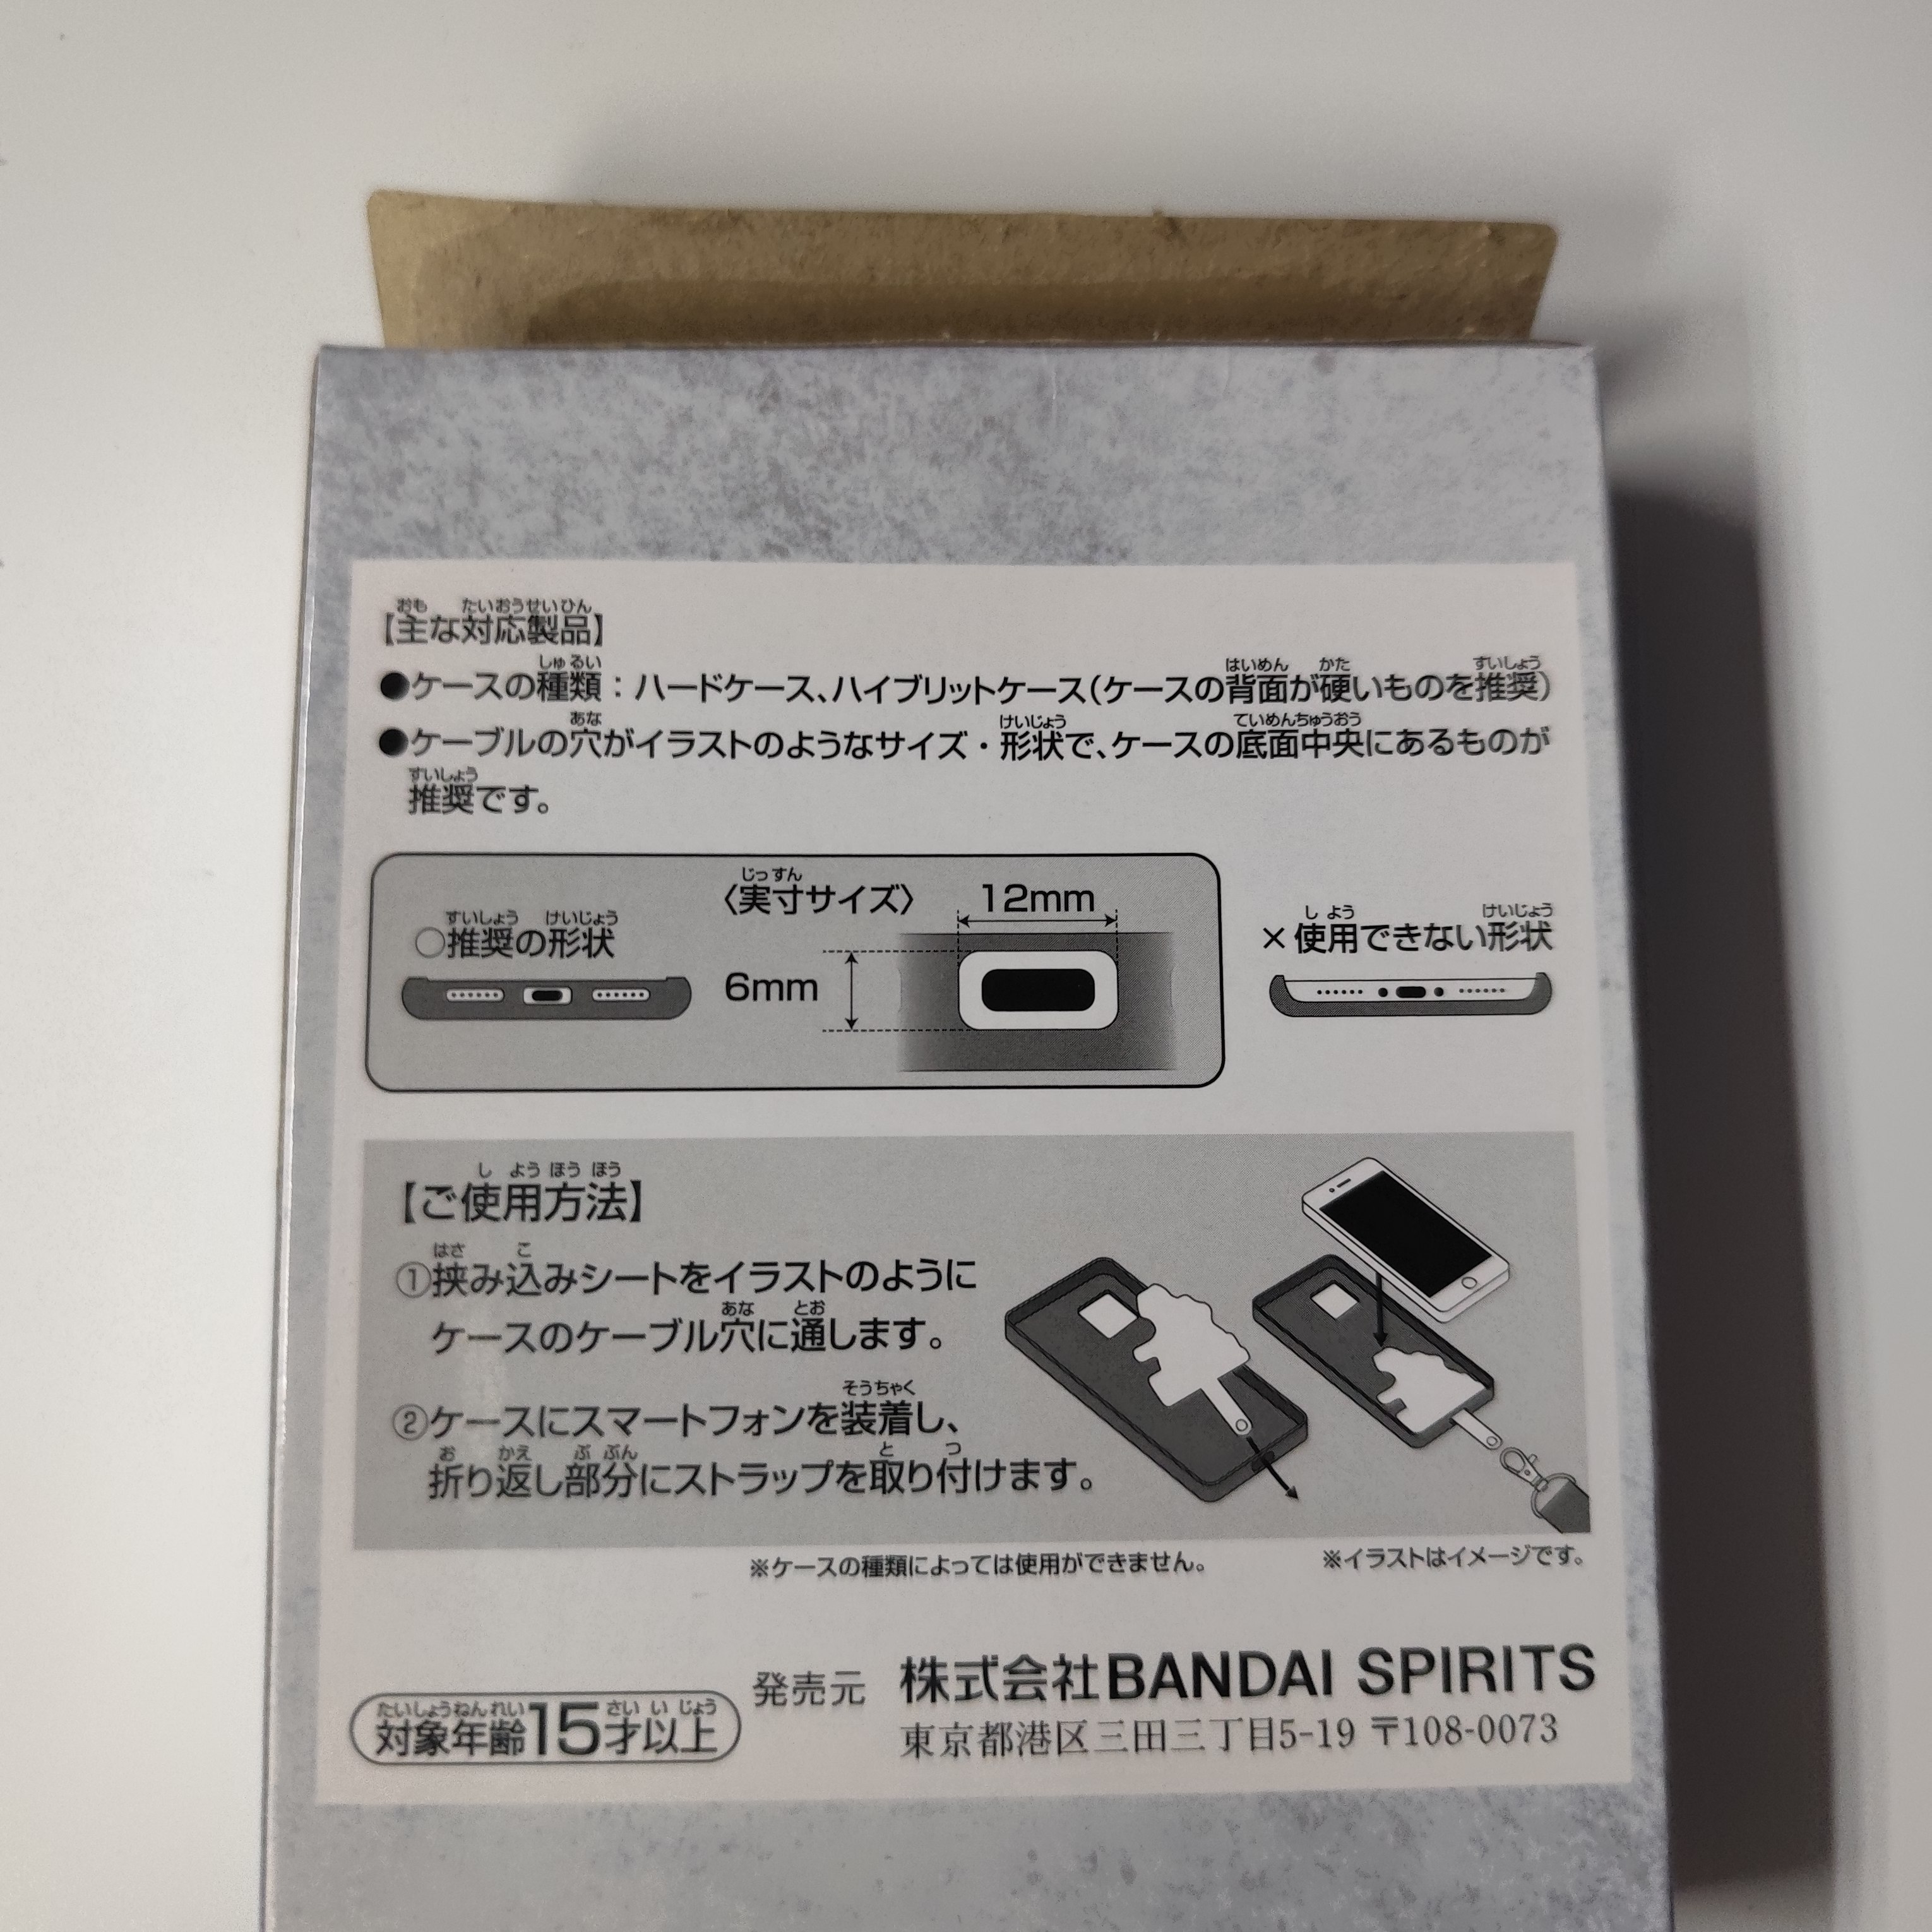 【主な対応製品】
●ケースの種類：ハードケース、ハイブリットケース（ケースの背面が硬いものを推奨）
●ケーブルの穴がイラストのようなサイズ・形状で、ケースの底面中央にあるものが
推奨です。
〈実寸サイズ〉
12mm
○推奨の形状
6mm
×使用できない形状
【ご使用方法】
①挟み込みシートをイラストのように
ケースのケーブル穴に通します。
②ケースにスマートフォンを装着し、
折り返し部分にストラップを取り付けます。
※ケースの種類によっては使用ができません。
※イラストはイメージです。
対象年齢15才以上
発売元 株式会社BANDAI SPIRITS
東京都港区三田三丁目5-19 〒108-0073